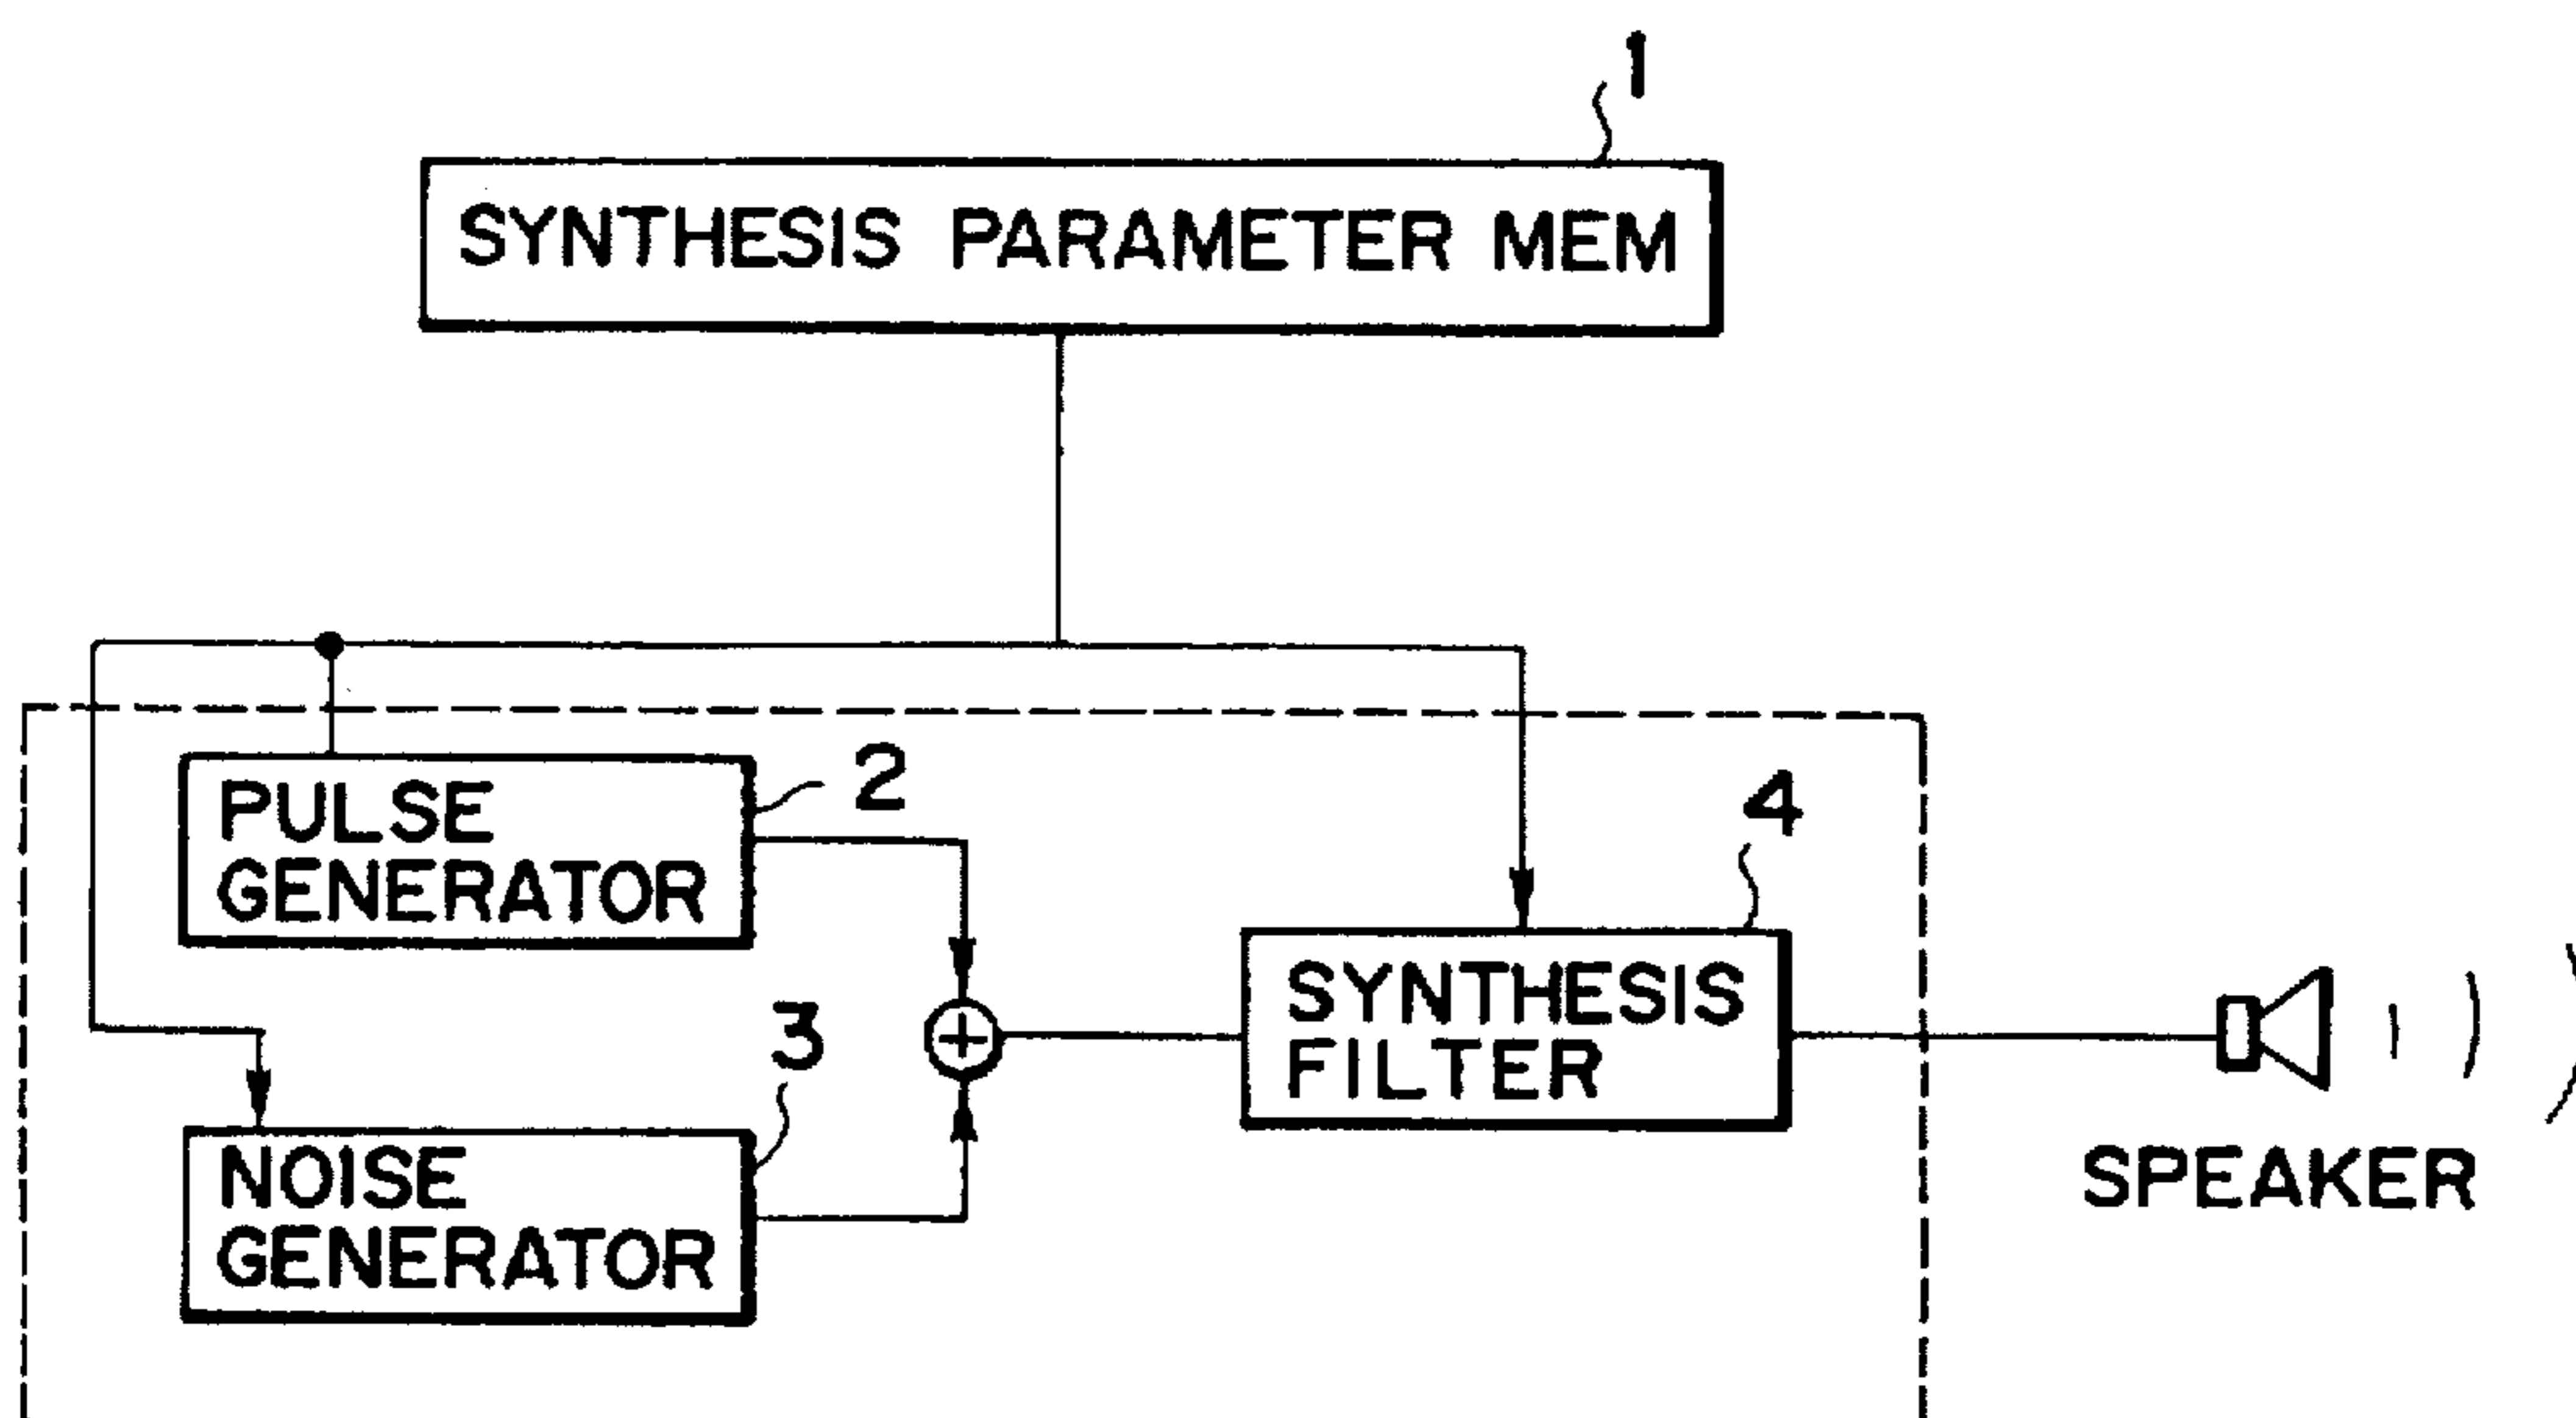 1
SYNTHESIS PARAMETER MEM
PULSE
GENERATOR
2
4
SYNTHESIS
FILTER
3
NOISE
GENERATOR
SPEAKER